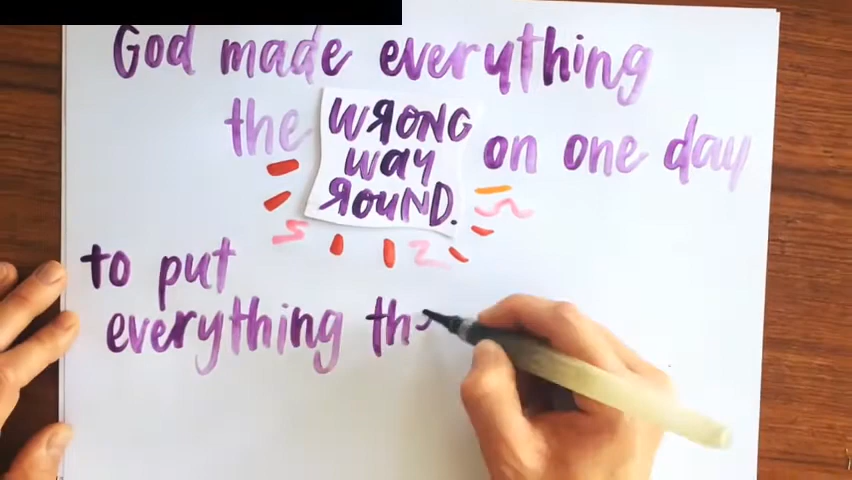 God made everything
the WRONG on one day
WAY
ROUND.
to put
everything th